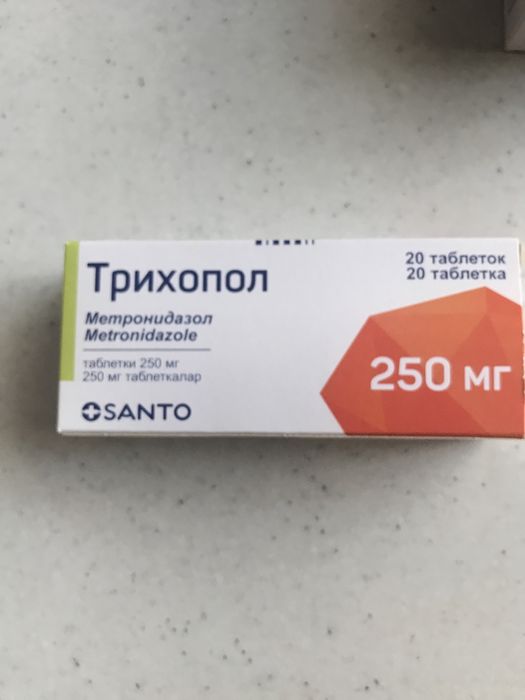 Трихопол
20 таблеток
20 таблетка
Метронидазол
Metronidazole
таблетки 250 мг
250 мг таблеткалар
250 мг
SANTO